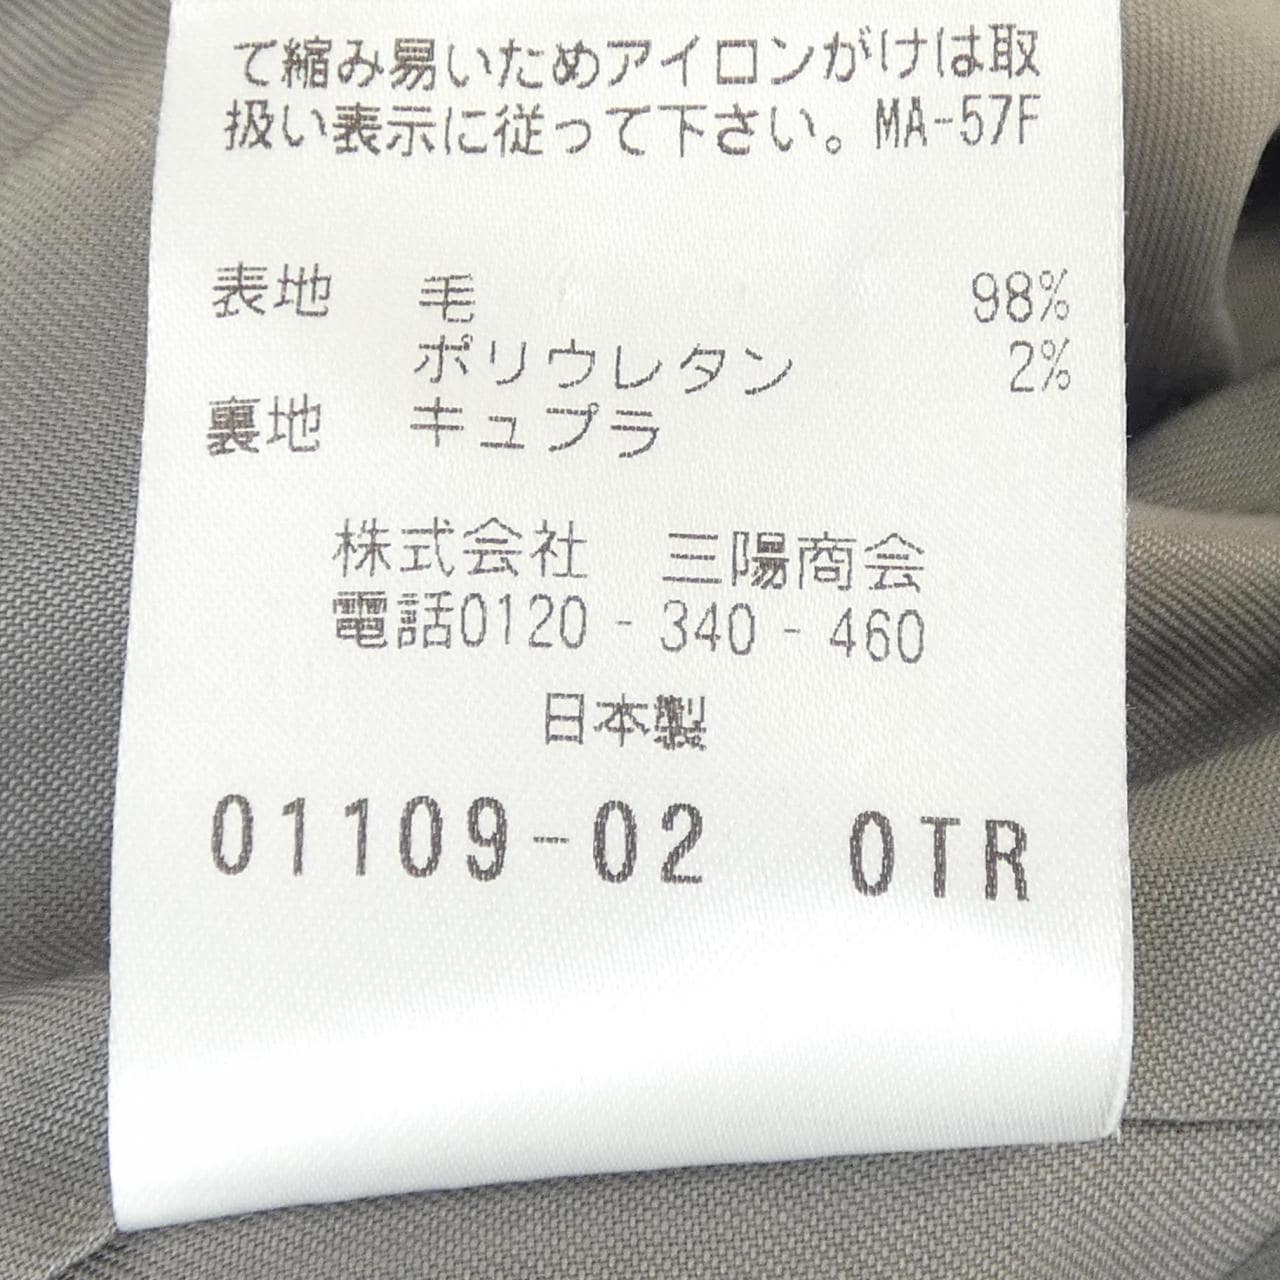 て縮み易いためアイロンがけは取
扱い表示に従って下さい。MA-57F
表地 毛 98%
ポリウレタン 2%
裏地 キュプラ
株式会社 三陽商会
電話0120-340-460
日本製
01109-02 0TR